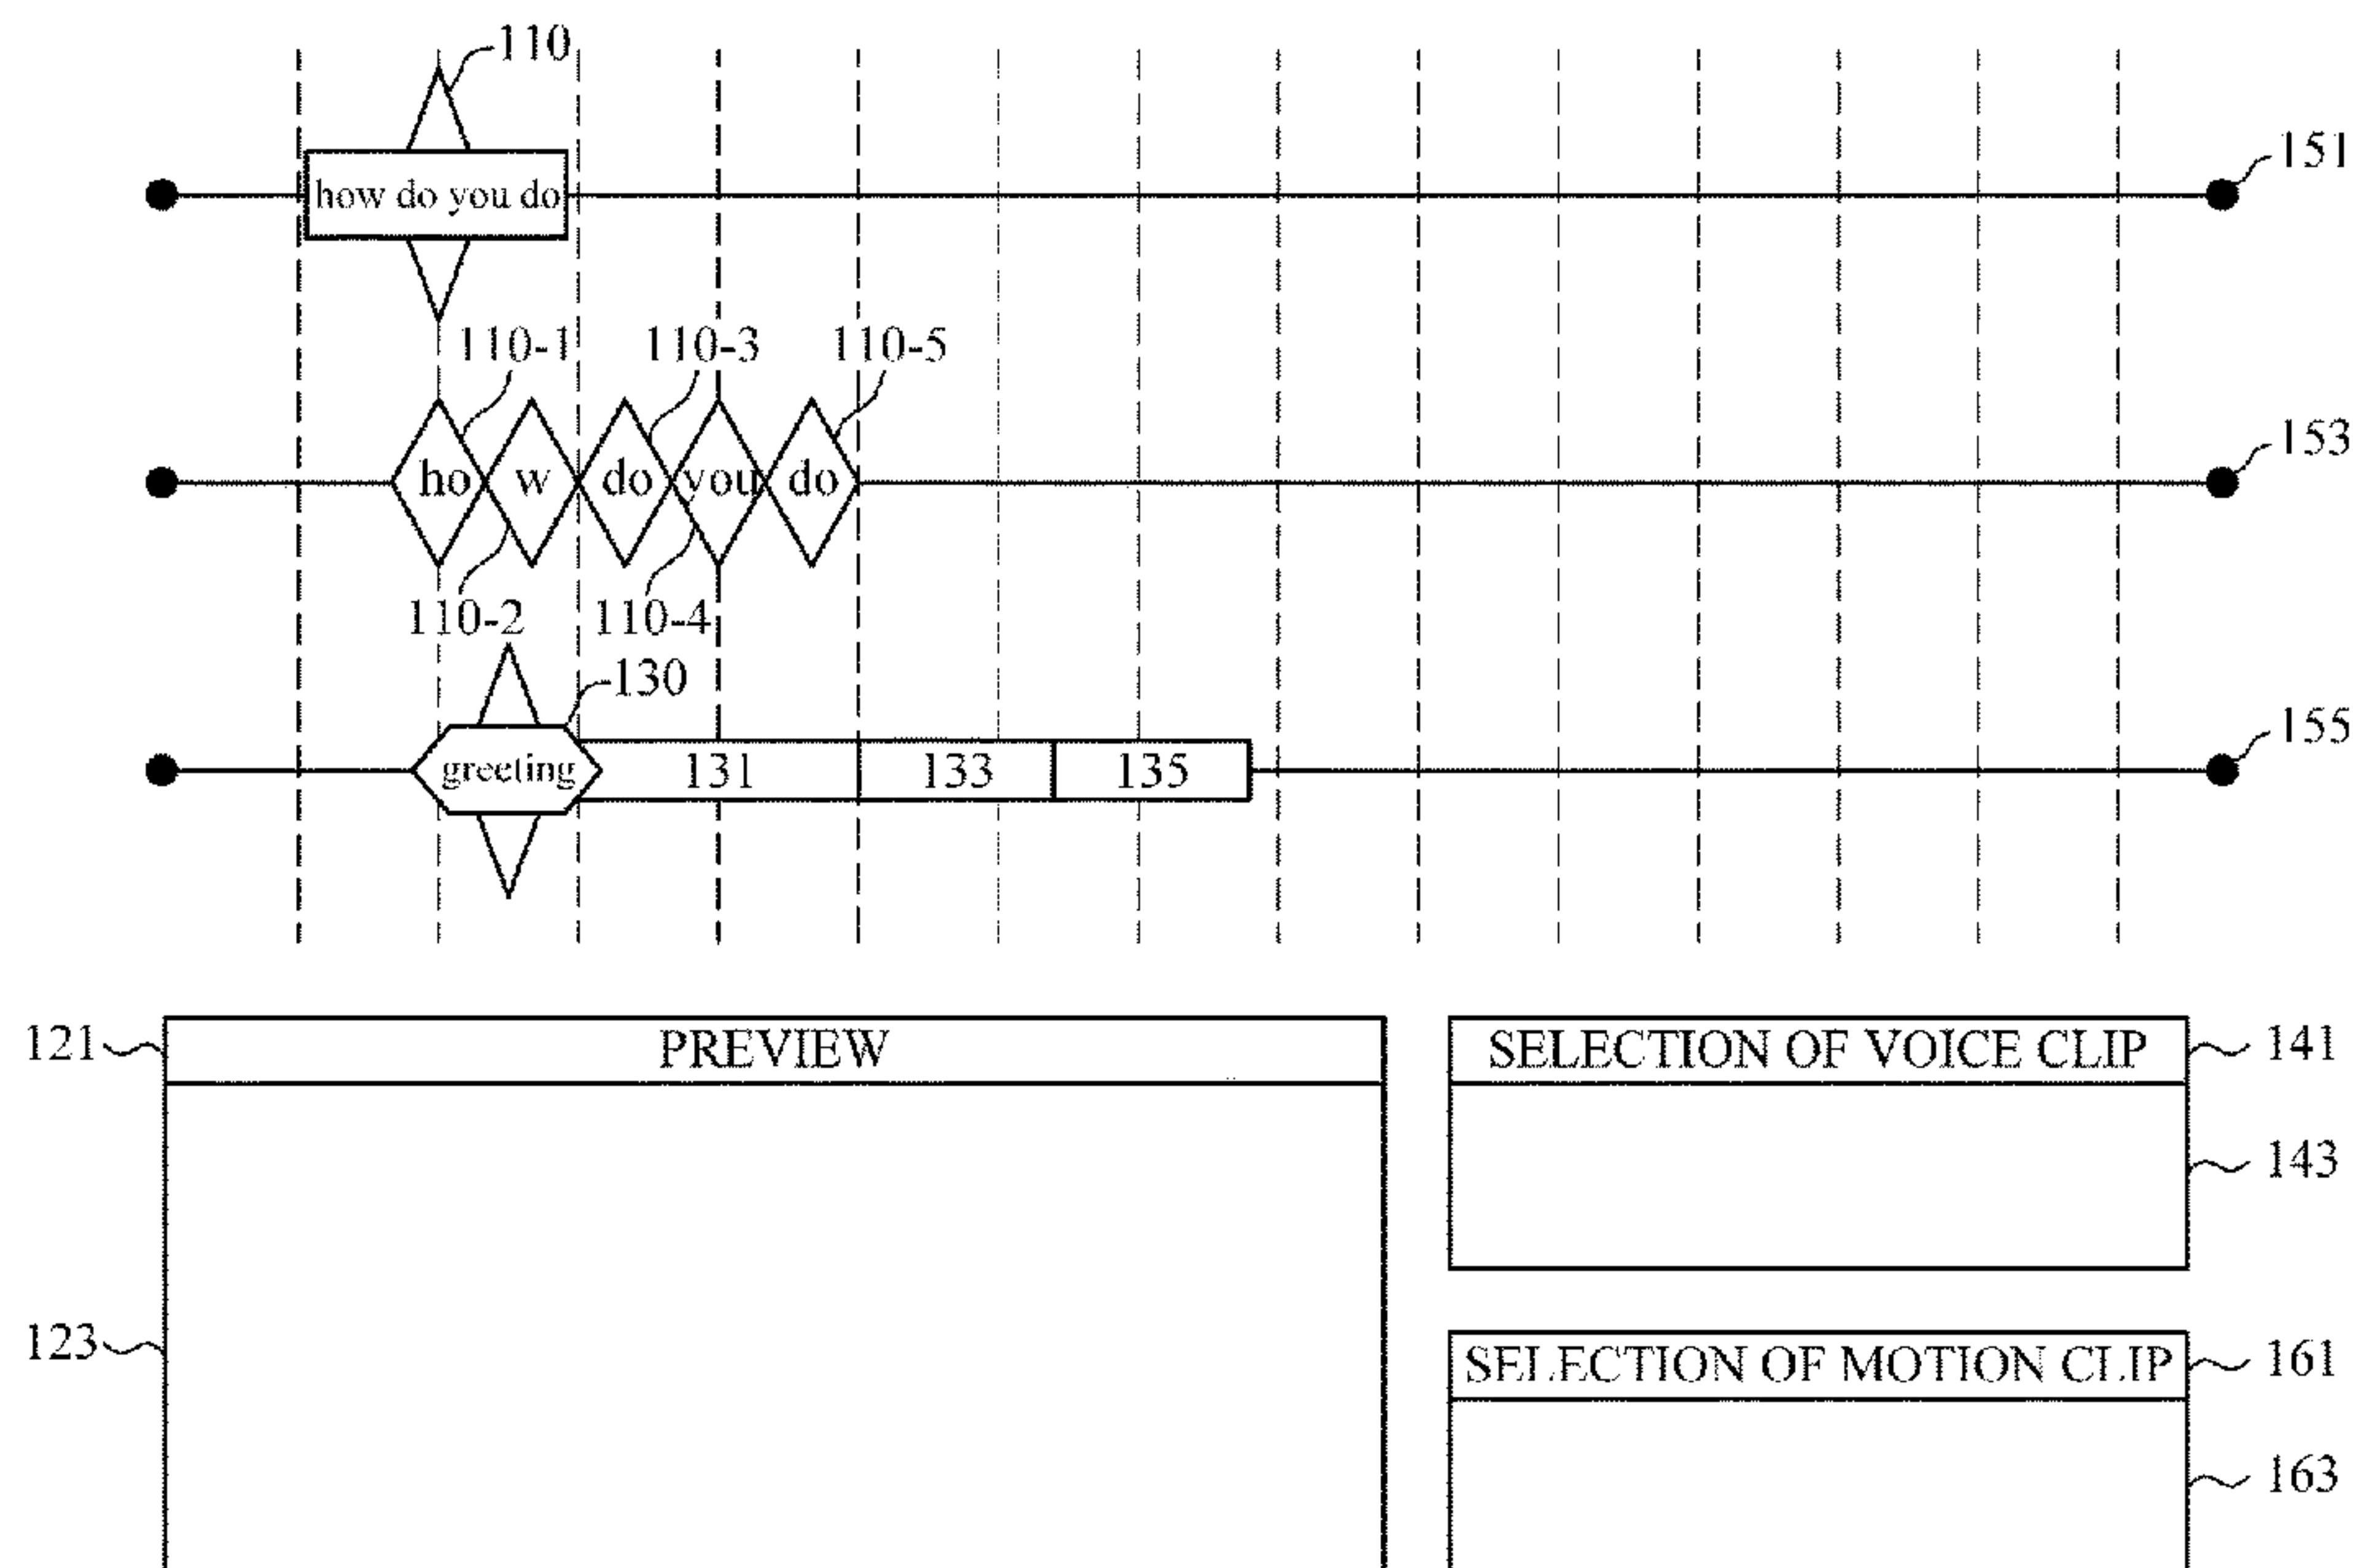 110
how do you do
151
110-1 110-3 110-5
ho w do you do
153
110-2 110-4
130
greeting 131 133 135
155
121 PREVIEW
SELECTION OF VOICE CLIP 141
143
123
SELECTION OF MOTION CLIP 161
163